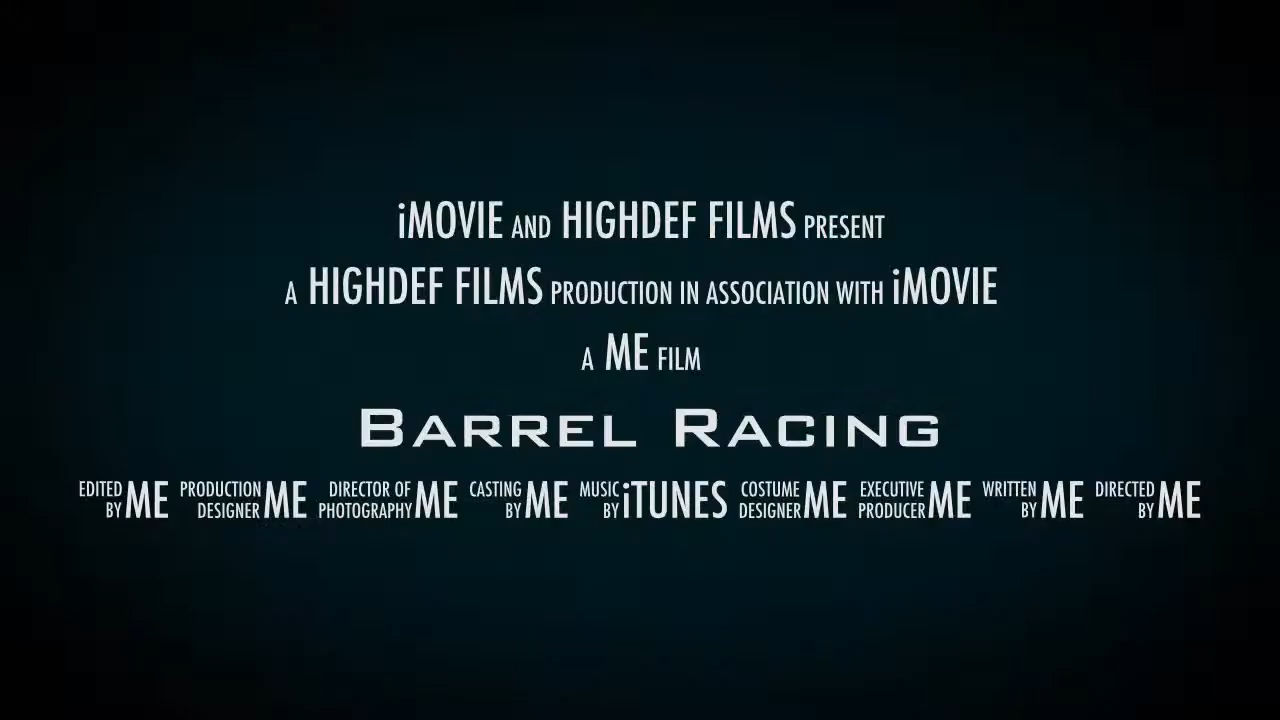 iMOVIE AND HIGHDEF FILMS PRESENT
A HIGHDEF FILMS PRODUCTION IN ASSOCIATION WITH iMOVIE
A ME FILM
BARREL RACING
EDITED BY ME PRODUCTION DESIGNER ME DIRECTOR OF PHOTOGRAPHY ME CASTING BY ME MUSIC BY iTUNES COSTUME DESIGNER ME EXECUTIVE PRODUCER ME WRITTEN BY ME DIRECTED BY ME